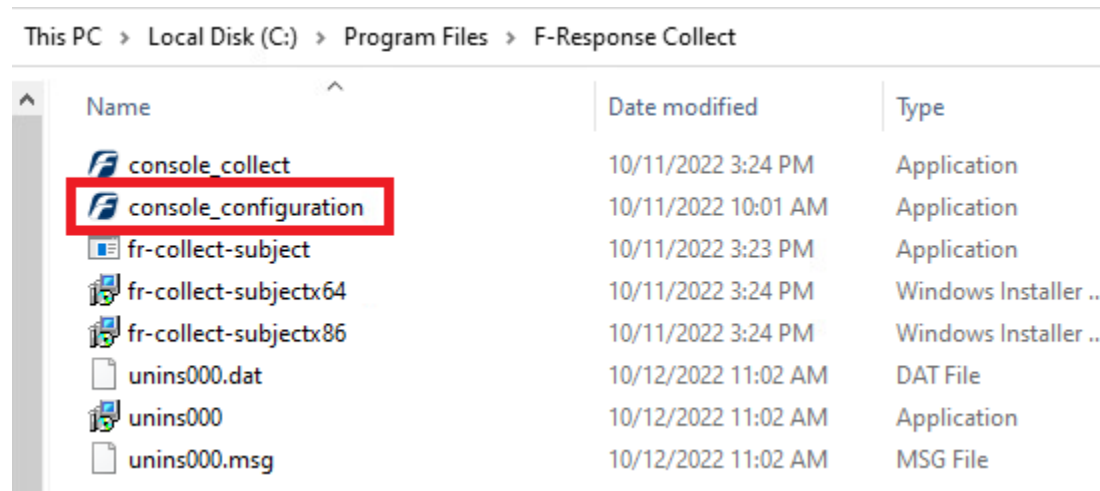 This PC > Local Disk (C:) > Program Files > F-Response Collect
Name Date modified Type
console_collect 10/11/2022 3:24 PM Application
console_configuration 10/11/2022 10:01 AM Application
fr-collect-subject 10/11/2022 3:23 PM Application
fr-collect-subjectx64 10/11/2022 3:24 PM Windows Installer ..
fr-collect-subjectx86 10/11/2022 3:24 PM Windows Installer ..
unins000.dat 10/12/2022 11:02 AM DAT File
unins000 10/12/2022 11:02 AM Application
unins000.msg 10/12/2022 11:02 AM MSG File